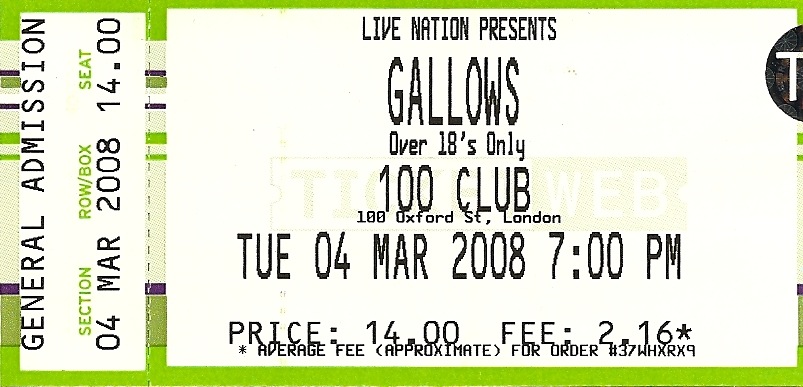 GENERAL ADMISSION
SECTION ROW/BOX SEAT
04 MAR 2008 14.00
LIVE NATION PRESENTS
GALLOWS
Over 18's Only
100 CLUB
100 Oxford St, London
TUE 04 MAR 2008 7:00 PM
PRICE: 14.00 FEE: 2.16*
* AVERAGE FEE (APPROXIMATE) FOR ORDER #37WHXRX9
TICKETWEB
T